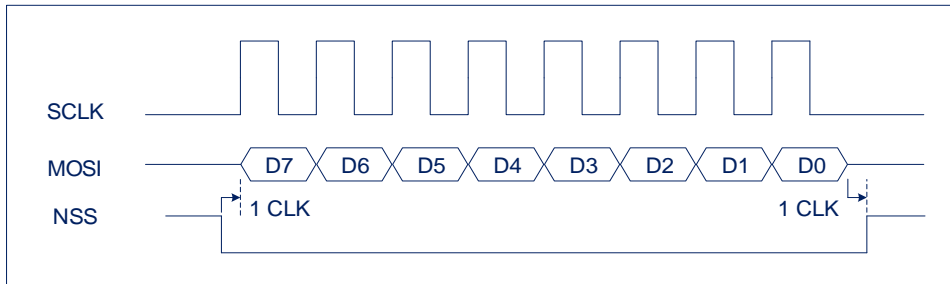 SCLK
MOSI D7 D6 D5 D4 D3 D2 D1 D0
1 CLK 1 CLK
NSS